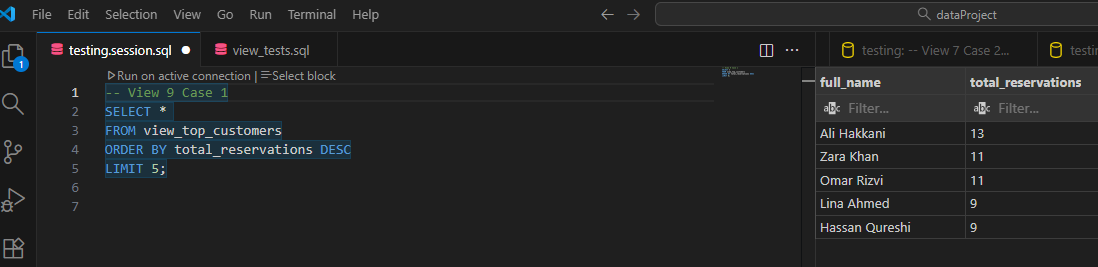 File Edit Selection View Go Run Terminal Help
dataProject
testing.session.sql
view_tests.sql
testing: -- View 7 Case 2...
1
Run on active connection | Select block
1 -- View 9 Case 1
2 SELECT *
3 FROM view_top_customers
4 ORDER BY total_reservations DESC
5 LIMIT 5;
6
7
full_name total_reservations
abc Filter... abc Filter...
Ali Hakkani 13
Zara Khan 11
Omar Rizvi 11
Lina Ahmed 9
Hassan Qureshi 9